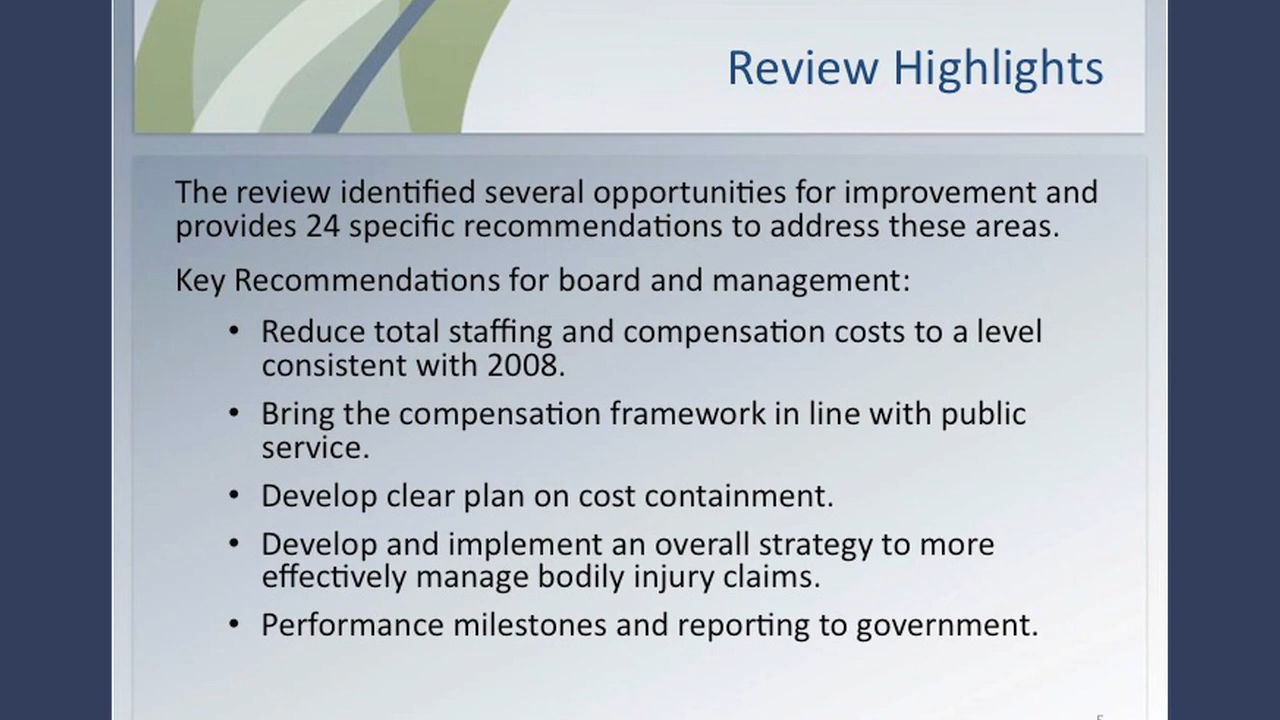 Review Highlights
The review identified several opportunities for improvement and
provides 24 specific recommendations to address these areas.
Key Recommendations for board and management:
• Reduce total staffing and compensation costs to a level
consistent with 2008.
• Bring the compensation framework in line with public
service.
• Develop clear plan on cost containment.
• Develop and implement an overall strategy to more
effectively manage bodily injury claims.
• Performance milestones and reporting to government.